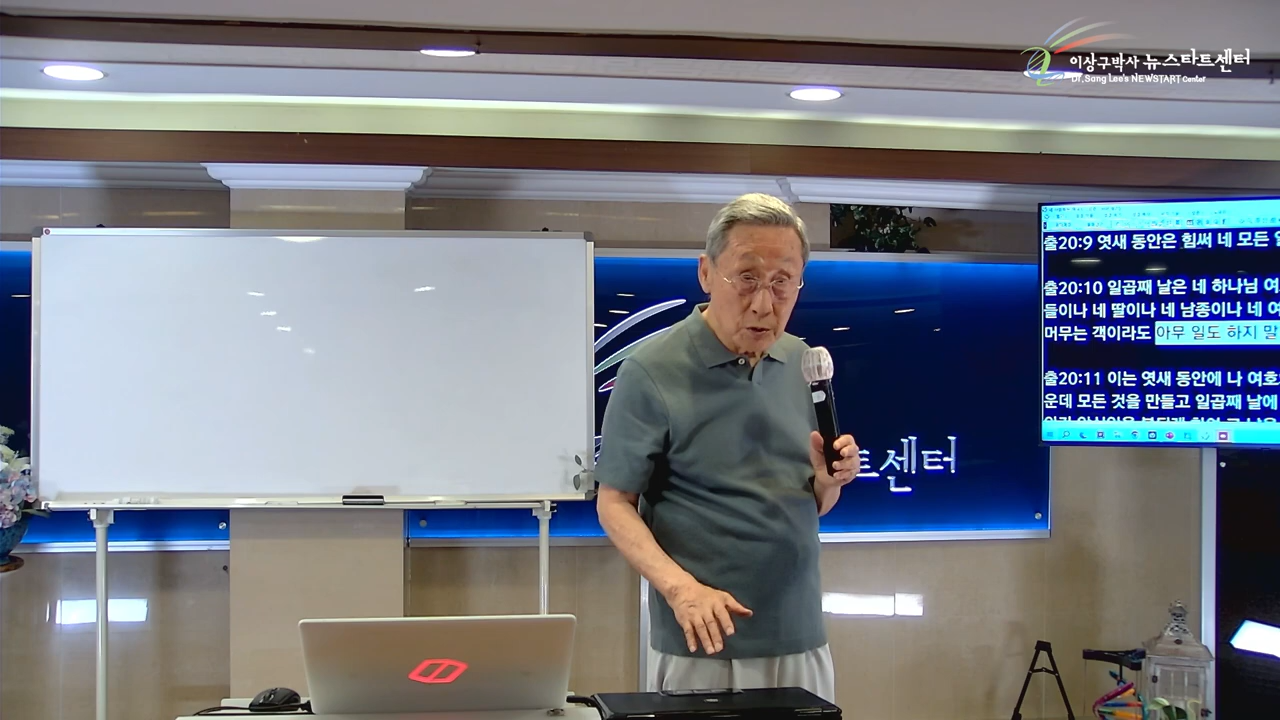 이상구박사 뉴스타트센터
Dr. Sang Lee's NEWSTART Center
출20:9 엿새 동안은 힘써 네 모든
출20:10 일곱째 날은 네 하나님 여
들이나 네 딸이나 네 남종이나 네 여
머무는 객이라도 아무 일도 하지 말
출20:11 이는 엿새 동안에 나 여호
운데 모든 것을 만들고 일곱째 날에
트센터